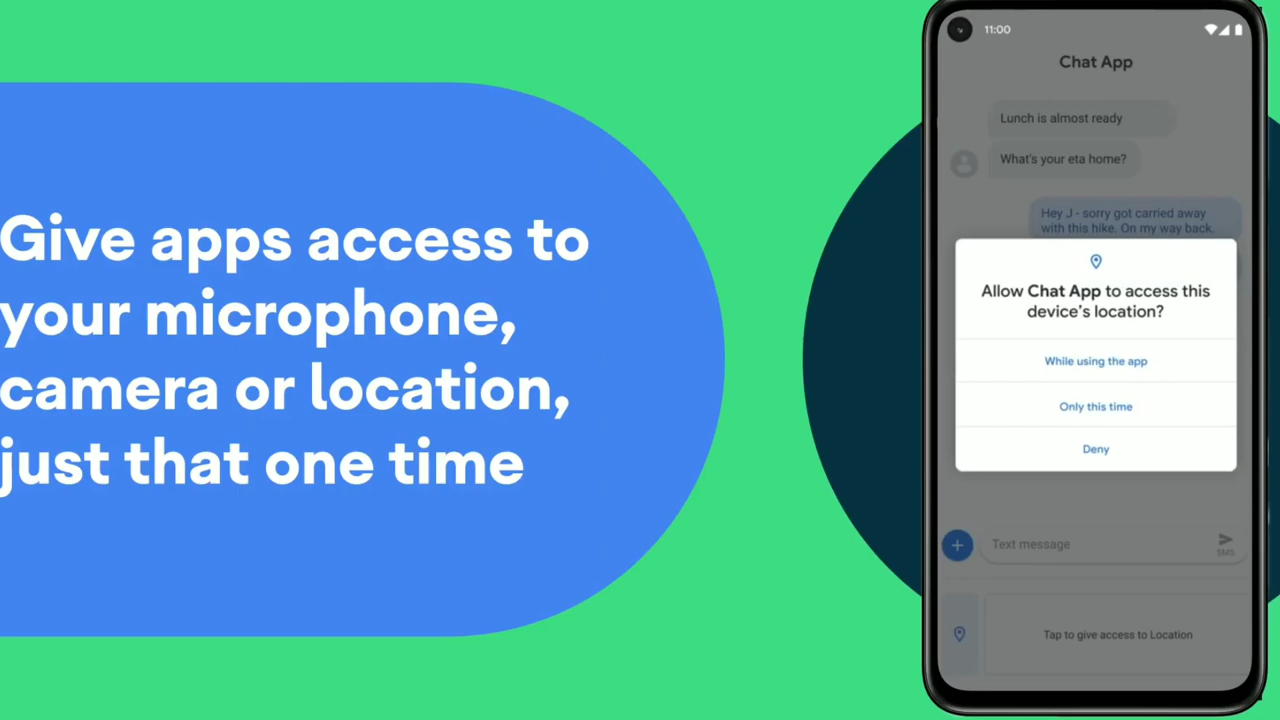 Give apps access to
your microphone,
camera or location,
just that one time
11:00
Chat App
Lunch is almost ready
What's your eta home?
Hey J - sorry got carried away
with this hike. On my way back.
Allow Chat App to access this
device's location?
While using the app
Only this time
Deny
Text message
SMS
Tap to give access to Location